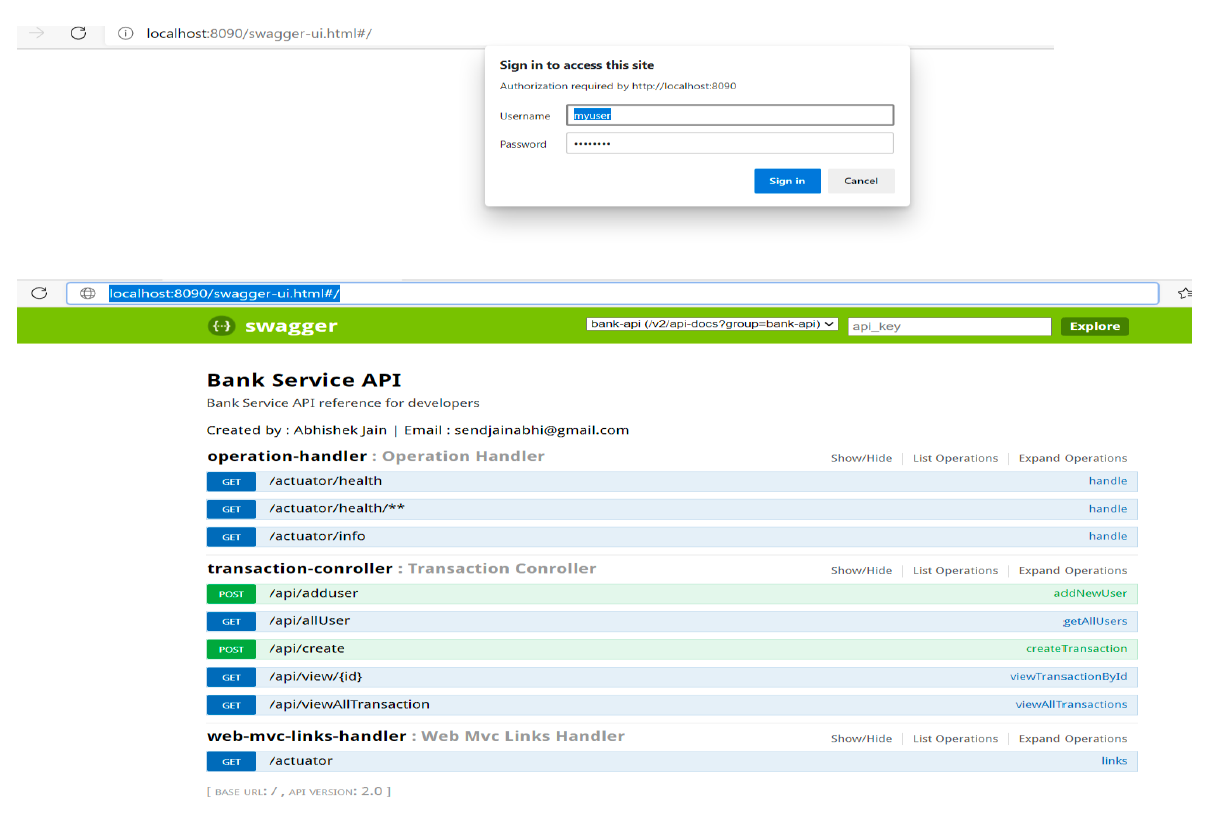 localhost:8090/swagger-ui.html#/
Sign in to access this site
Authorization required by http://localhost:8090
Username myuser
Password ••••••••
Sign in Cancel
localhost:8090/swagger-ui.html#/
{··} swagger bank-api (/v2/api-docs?group=bank-api) api_key Explore
Bank Service API
Bank Service API reference for developers
Created by : Abhishek Jain | Email : sendjainabhi@gmail.com
operation-handler : Operation Handler Show/Hide | List Operations | Expand Operations
GET /actuator/health handle
GET /actuator/health/** handle
GET /actuator/info handle
transaction-conroller : Transaction Conroller Show/Hide | List Operations | Expand Operations
POST /api/adduser addNewUser
GET /api/allUser getAllUsers
POST /api/create createTransaction
GET /api/view/{id} viewTransactionById
GET /api/viewAllTransaction viewAllTransactions
web-mvc-links-handler : Web Mvc Links Handler Show/Hide | List Operations | Expand Operations
GET /actuator links
[ BASE URL: / , API VERSION: 2.0 ]